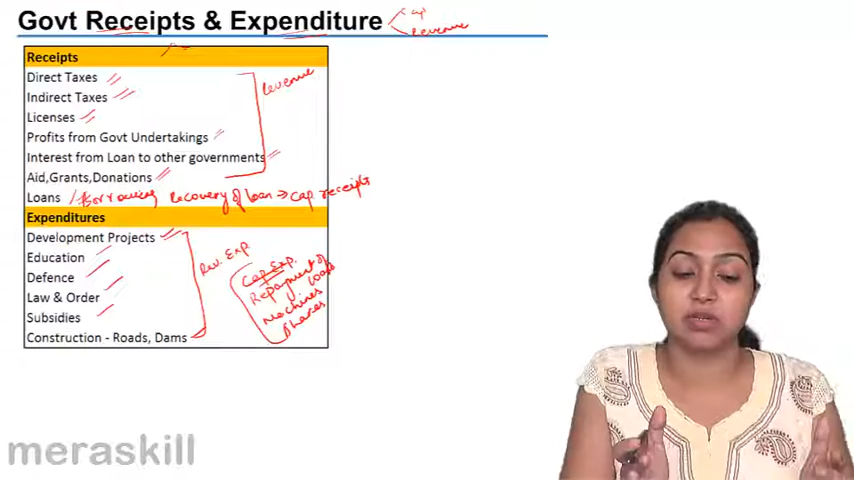 Govt Receipts & Expenditure
Cap
Revenue
Receipts
Direct Taxes
Indirect Taxes
Revenue
Licenses
Profits from Govt Undertakings
Interest from Loan to other governments
Aid,Grants,Donations
Loans / Borrowing Recovery of loan → cap receipts
Expenditures
Development Projects
Education
Rev. Exp
Defence
Cap Exp.
Law & Order
Repayment of loans
Subsidies
Machines
Shares
Construction - Roads, Dams
meraskill